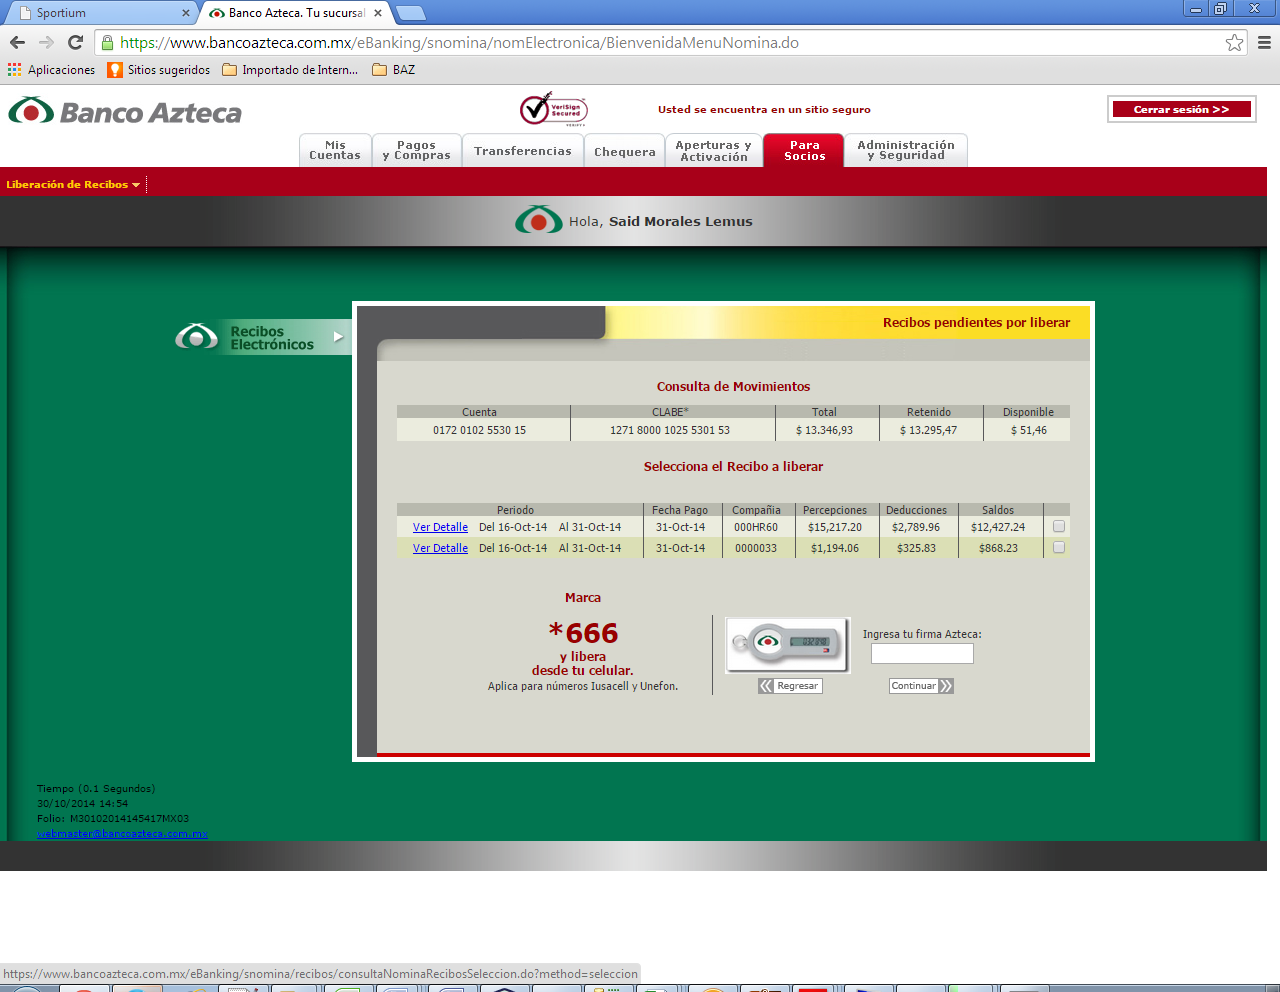 Sportium
Banco Azteca. Tu sucursal
https://www.bancoazteca.com.mx/eBanking/snomina/nomElectronica/BienvenidaMenuNomina.do
Aplicaciones Sitios sugeridos Importado de Intern... BAZ
Banco Azteca
VeriSign
Secured
VERIFY
Usted se encuentra en un sitio seguro
Cerrar sesión >>
Mis Cuentas
Pagos y Compras
Transferencias
Chequera
Aperturas y Activación
Para Socios
Administración y Seguridad
Liberación de Recibos
Hola, Said Morales Lemus
Recibos
Electrónicos
Recibos pendientes por liberar
Consulta de Movimientos
Cuenta CLABE* Total Retenido Disponible
0172 0102 5530 15 1271 8000 1025 5301 53 $ 13.346,93 $ 13.295,47 $ 51,46
Selecciona el Recibo a liberar
Periodo Fecha Pago Compañia Percepciones Deducciones Saldos
Ver Detalle Del 16-Oct-14 Al 31-Oct-14 31-Oct-14 000HR60 $15,217.20 $2,789.96 $12,427.24
Ver Detalle Del 16-Oct-14 Al 31-Oct-14 31-Oct-14 0000033 $1,194.06 $325.83 $868.23
Marca
*666
y libera
desde tu celular.
Aplica para números Iusacell y Unefon.
Ingresa tu firma Azteca:
Regresar
Continuar
Tiempo (0.1 Segundos)
30/10/2014 14:54
Folio: M30102014145417MX03
webmaster@bancoazteca.com.mx
https://www.bancoazteca.com.mx/eBanking/snomina/recibos/consultaNominaRecibosSeleccion.do?method=seleccion